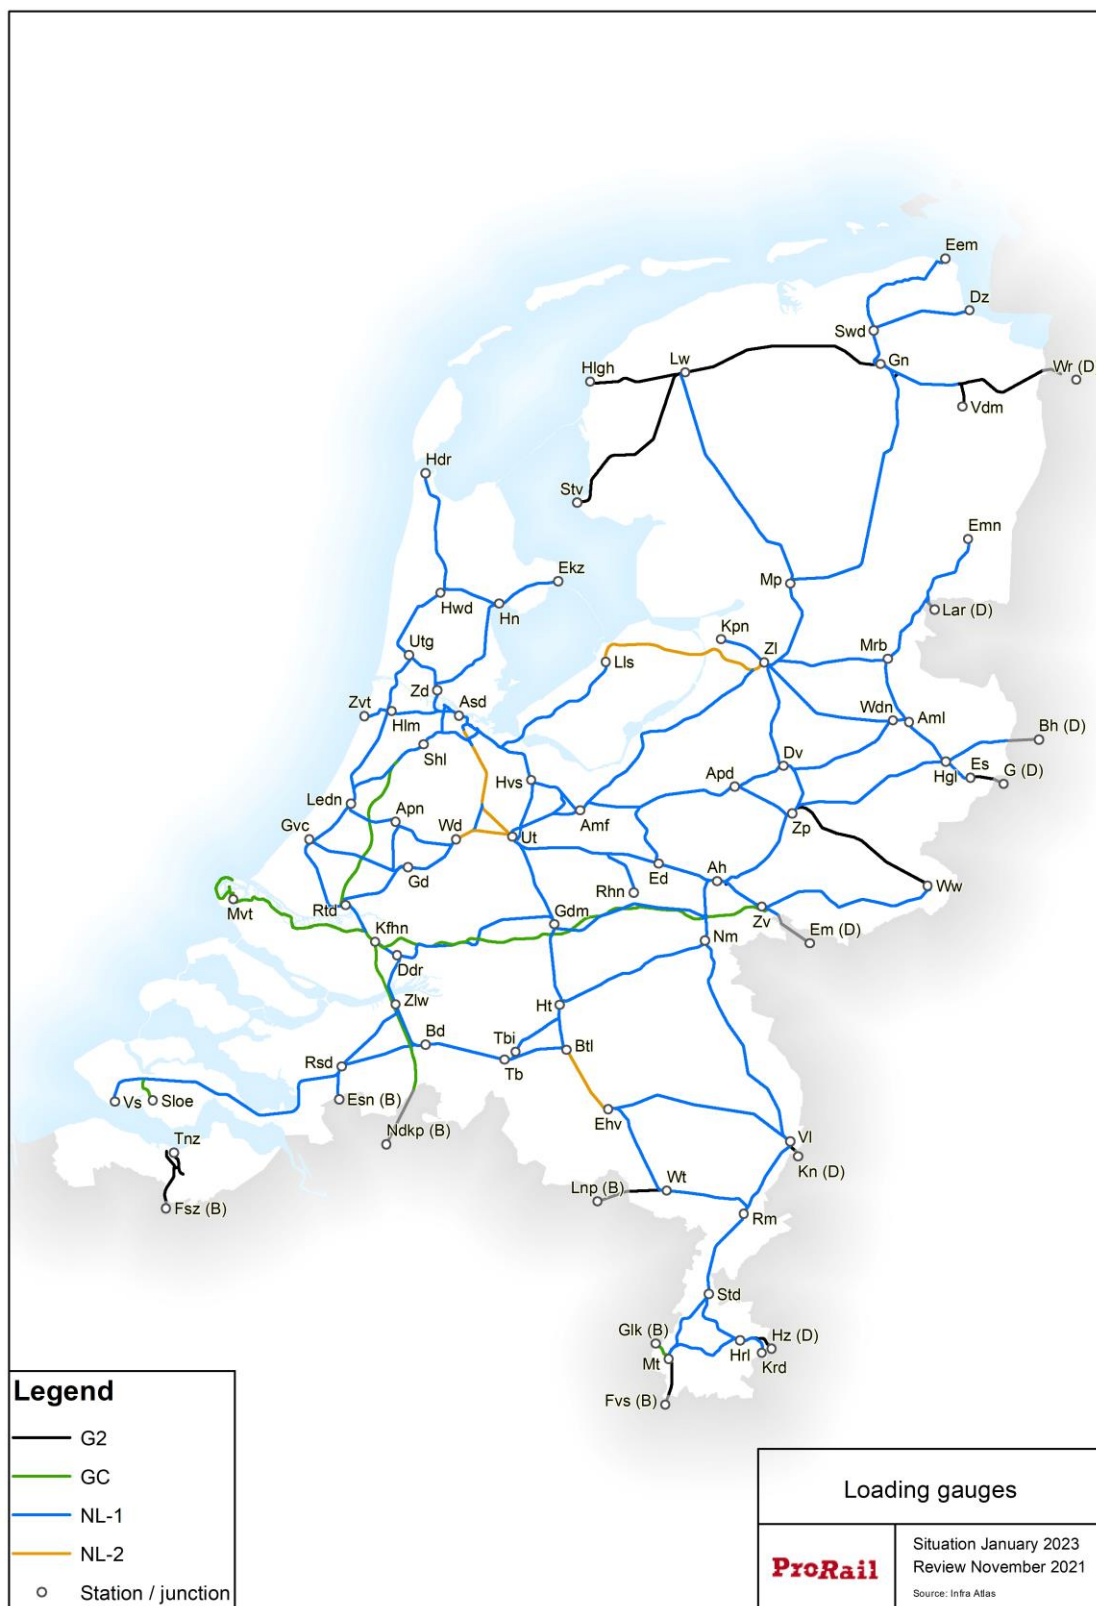 Eem
Dz
Swd
Gn
Lw
Hlgh
Wr (D
Vdm
Hdr
Stv
Emn
Ekz
Mp
Hwd
Hn
Lar (D)
Kpn
Utg
Zl
Mrb
Lls
Zd
Asd
Zvt
Hlm
Wdn
Aml
Bh (D)
Shl
Dv
Hgl
Es
G (D)
Hvs
Apd
Ledn
Apn
Amf
Zp
Gvc
Wd
Ut
Gd
Ed
Ah
Rhn
Ww
Mvt
Rtd
Gdm
Zv
Em (D)
Kfhn
Nm
Ddr
Zlw
Ht
Bd
Tbi
Btl
Rsd
Tb
Vs
Sloe
Esn (B)
Ehv
Ndkp (B)
Tnz
Vl
Kn (D)
Lnp (B)
Wt
Fsz (B)
Rm
Std
Glk (B)
Hz (D)
Mt
Hrl
Krd
Fvs (B)
Legend
G2
GC
NL-1
NL-2
Station / junction
Loading gauges
ProRail
Situation January 2023
Review November 2021
Source: Infra Atlas